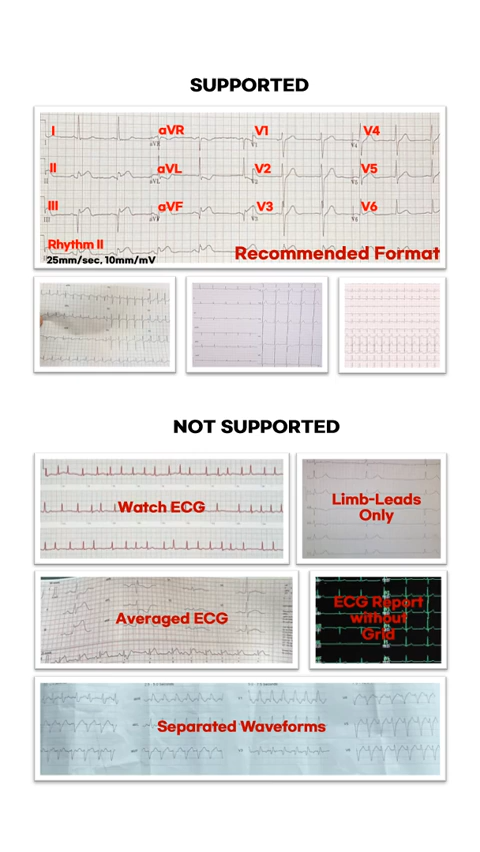 SUPPORTED
I aVR V1 V4
II aVL V2 V5
III aVF V3 V6
Rhythm II
25mm/sec, 10mm/mV
Recommended Format
NOT SUPPORTED
Watch ECG
Limb-Leads
Only
Averaged ECG
ECG Report
without
Grid
Separated Waveforms